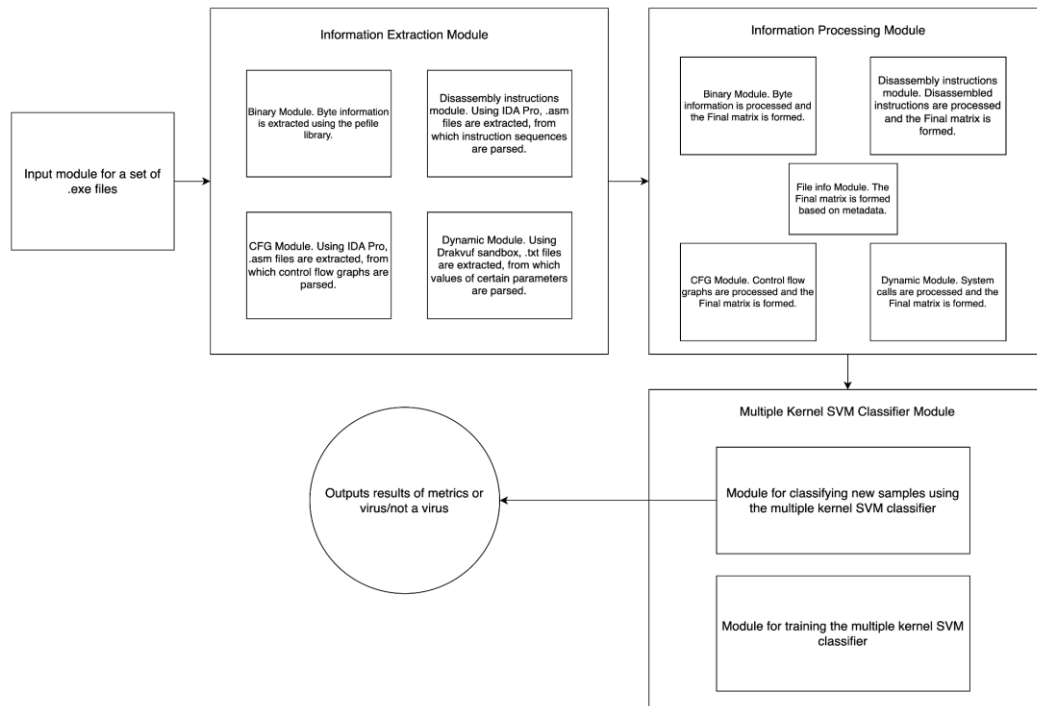 Input module for a set of
.exe files
Information Extraction Module
Binary Module. Byte information
is extracted using the pefile
library.
Disassembly instructions
module. Using IDA Pro, .asm
files are extracted, from
which instruction sequences
are parsed.
CFG Module. Using IDA Pro,
.asm files are extracted, from
which control flow graphs are
parsed.
Dynamic Module. Using
Drakvuf sandbox, .txt files
are extracted, from which
values of certain parameters
are parsed.
Information Processing Module
Binary Module. Byte
information is processed and
the Final matrix is formed.
Disassembly instructions
module. Disassembled
instructions are processed
and the Final matrix is
formed.
File info Module. The
Final matrix is formed
based on metadata.
CFG Module. Control flow
graphs are processed and the
Final matrix is formed.
Dynamic Module. System
calls are processed and the
Final matrix is formed.
Multiple Kernel SVM Classifier Module
Module for classifying new samples using
the multiple kernel SVM classifier
Module for training the multiple kernel SVM
classifier
Outputs results of metrics or
virus/not a virus